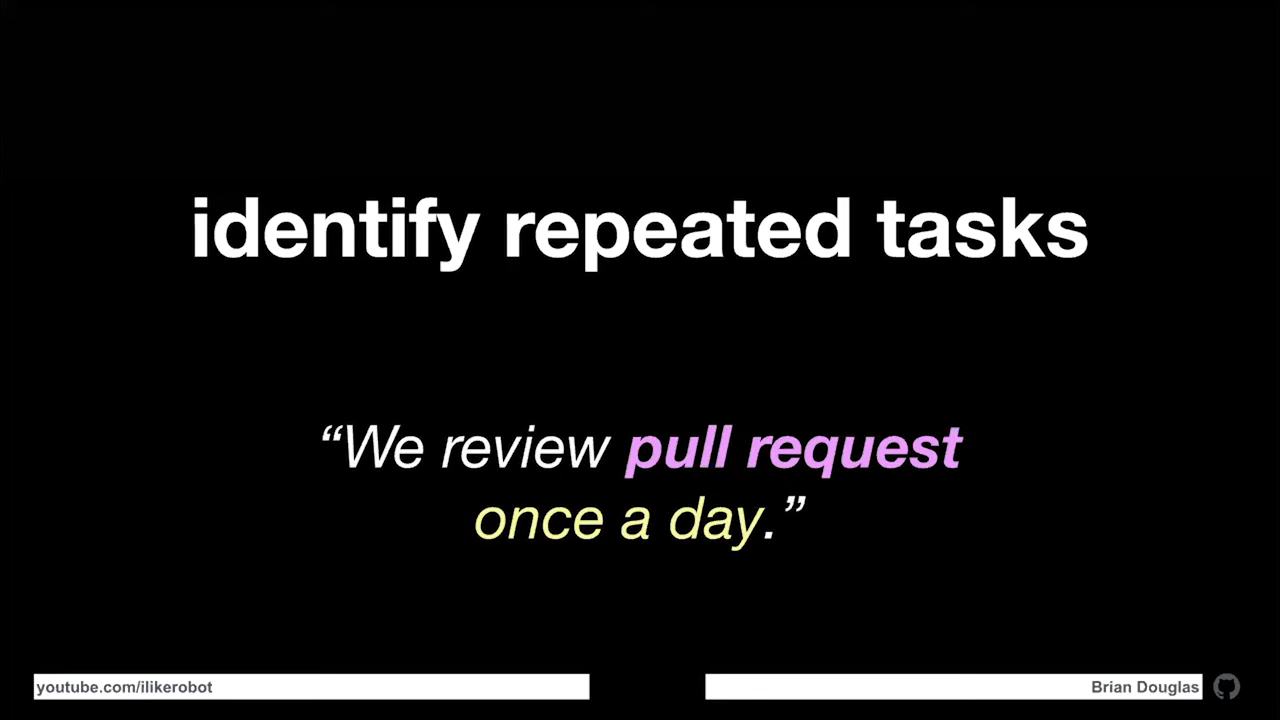 identify repeated tasks
“We review pull request
once a day.”
youtube.com/ilikerobot
Brian Douglas